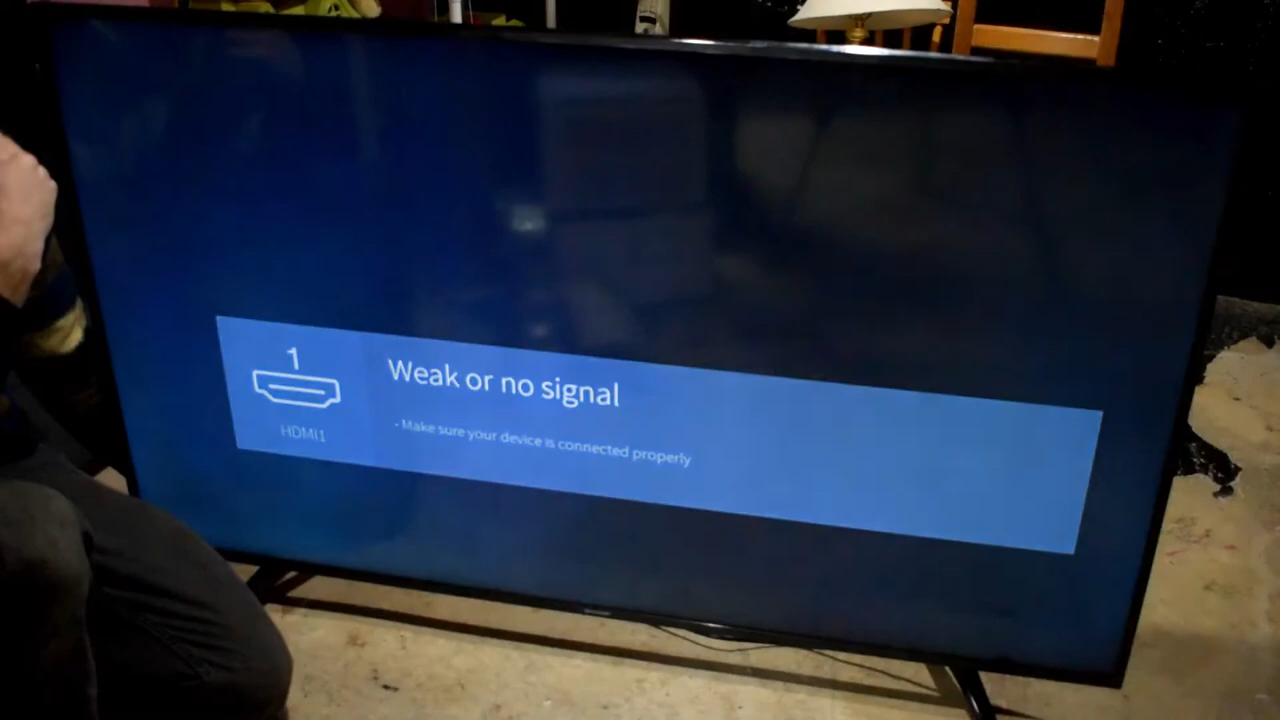 1
Weak or no signal
- Make sure your device is connected properly
HDMI1